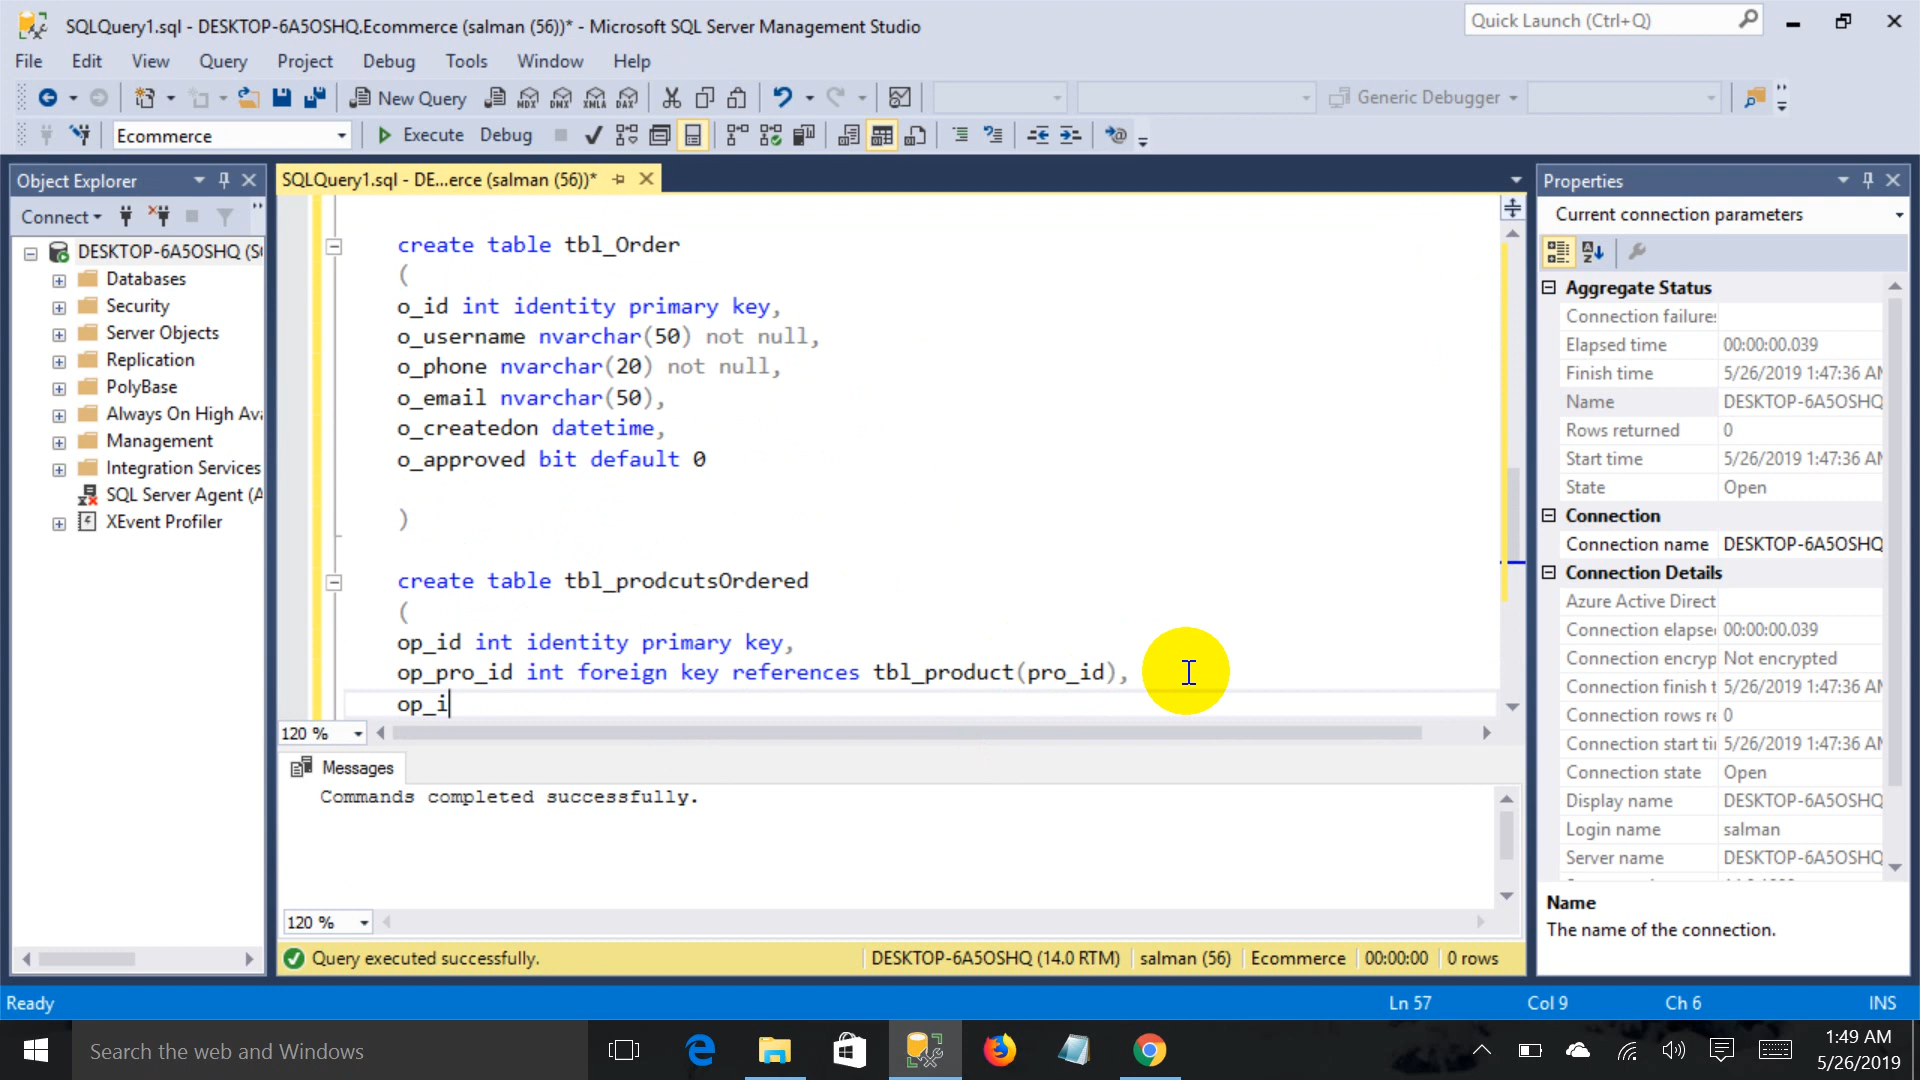 SQLQuery1.sql - DESKTOP-6A5OSHQ.Ecommerce (salman (56))* - Microsoft SQL Server Management Studio
Quick Launch (Ctrl+Q)
File Edit View Query Project Debug Tools Window Help
New Query MDX DMX XMLA DAX Generic Debugger
Ecommerce Execute Debug
Object Explorer
Connect
DESKTOP-6A5OSHQ (S
Databases
Security
Server Objects
Replication
PolyBase
Always On High Av
Management
Integration Services
SQL Server Agent (A
XEvent Profiler
SQLQuery1.sql - DE...erce (salman (56))*
create table tbl_Order
(
o_id int identity primary key,
o_username nvarchar(50) not null,
o_phone nvarchar(20) not null,
o_email nvarchar(50),
o_createdon datetime,
o_approved bit default 0
)
create table tbl_prodcutsOrdered
(
op_id int identity primary key,
op_pro_id int foreign key references tbl_product(pro_id),
op_i
120 %
Messages
Commands completed successfully.
120 %
Query executed successfully. DESKTOP-6A5OSHQ (14.0 RTM) salman (56) Ecommerce 00:00:00 0 rows
Properties
Current connection parameters
Aggregate Status
Connection failures
Elapsed time 00:00:00.039
Finish time 5/26/2019 1:47:36 AM
Name DESKTOP-6A5OSHQ
Rows returned 0
Start time 5/26/2019 1:47:36 AM
State Open
Connection
Connection name DESKTOP-6A5OSHQ
Connection Details
Azure Active Direct
Connection elapse 00:00:00.039
Connection encryp Not encrypted
Connection finish t 5/26/2019 1:47:36 AM
Connection rows re 0
Connection start ti 5/26/2019 1:47:36 AM
Connection state Open
Display name DESKTOP-6A5OSHQ
Login name salman
Server name DESKTOP-6A5OSHQ
Name
The name of the connection.
Ready Ln 57 Col 9 Ch 6 INS
Search the web and Windows
1:49 AM
5/26/2019